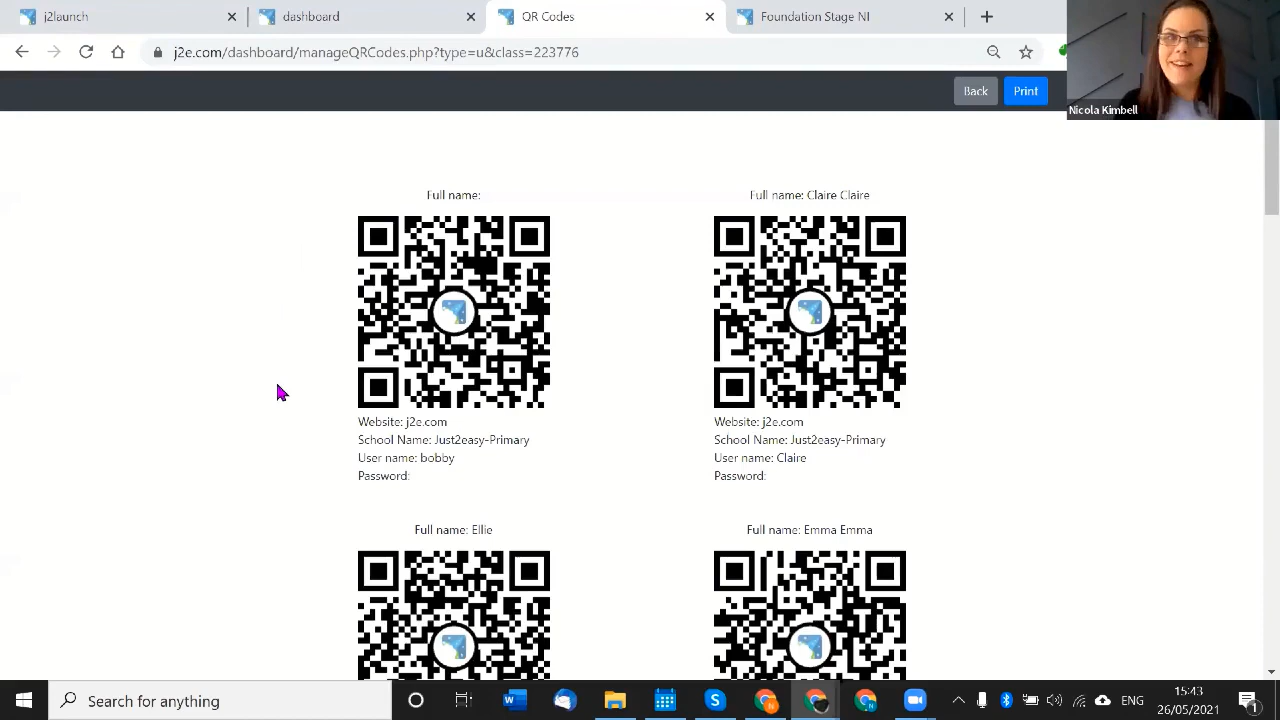 j2launch
dashboard
QR Codes
Foundation Stage NI
j2e.com/dashboard/manageQRCodes.php?type=u&class=223776
Back
Print
Nicola Kimbell
Full name:
Full name: Claire Claire
Website: j2e.com
School Name: Just2easy-Primary
User name: bobby
Password:
Website: j2e.com
School Name: Just2easy-Primary
User name: Claire
Password:
Full name: Ellie
Full name: Emma Emma
Search for anything
ENG
15:43
26/05/2021
1